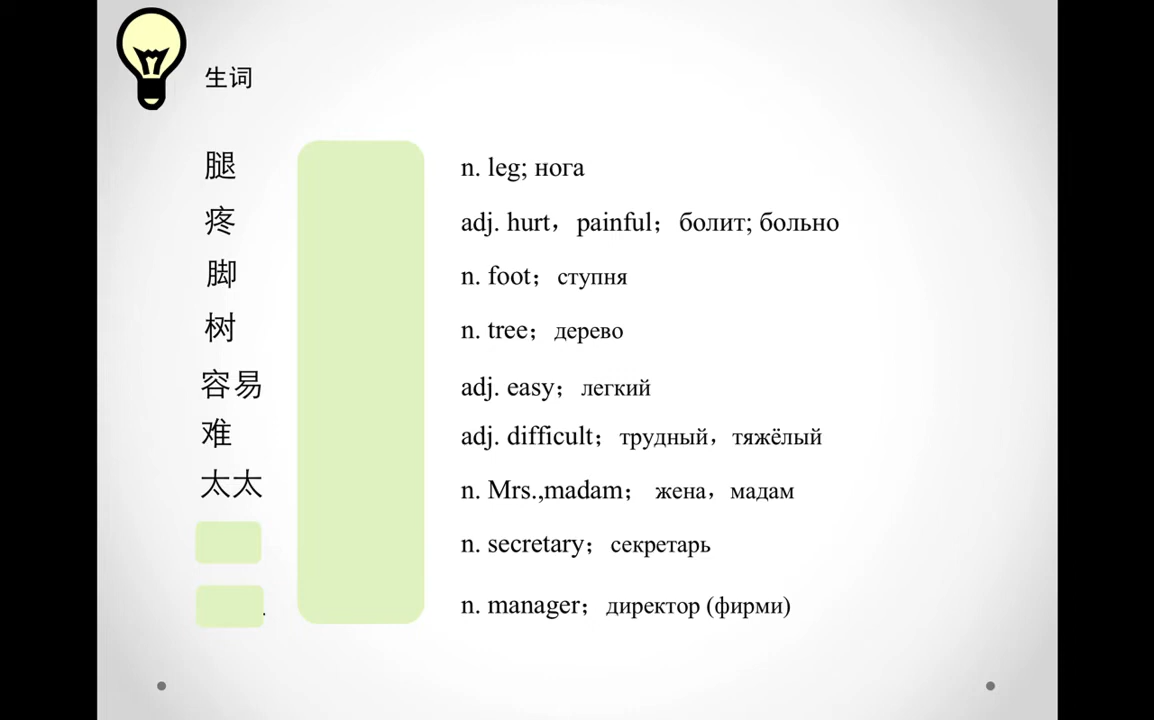 生词
腿 n. leg; нога
疼 adj. hurt，painful；болит; больно
脚 n. foot；ступня
树 n. tree；дерево
容易 adj. easy；легкий
难 adj. difficult；трудный，тяжёлый
太太 n. Mrs.,madam； жена，мадам
n. secretary；секретарь
. n. manager；директор (фирми)